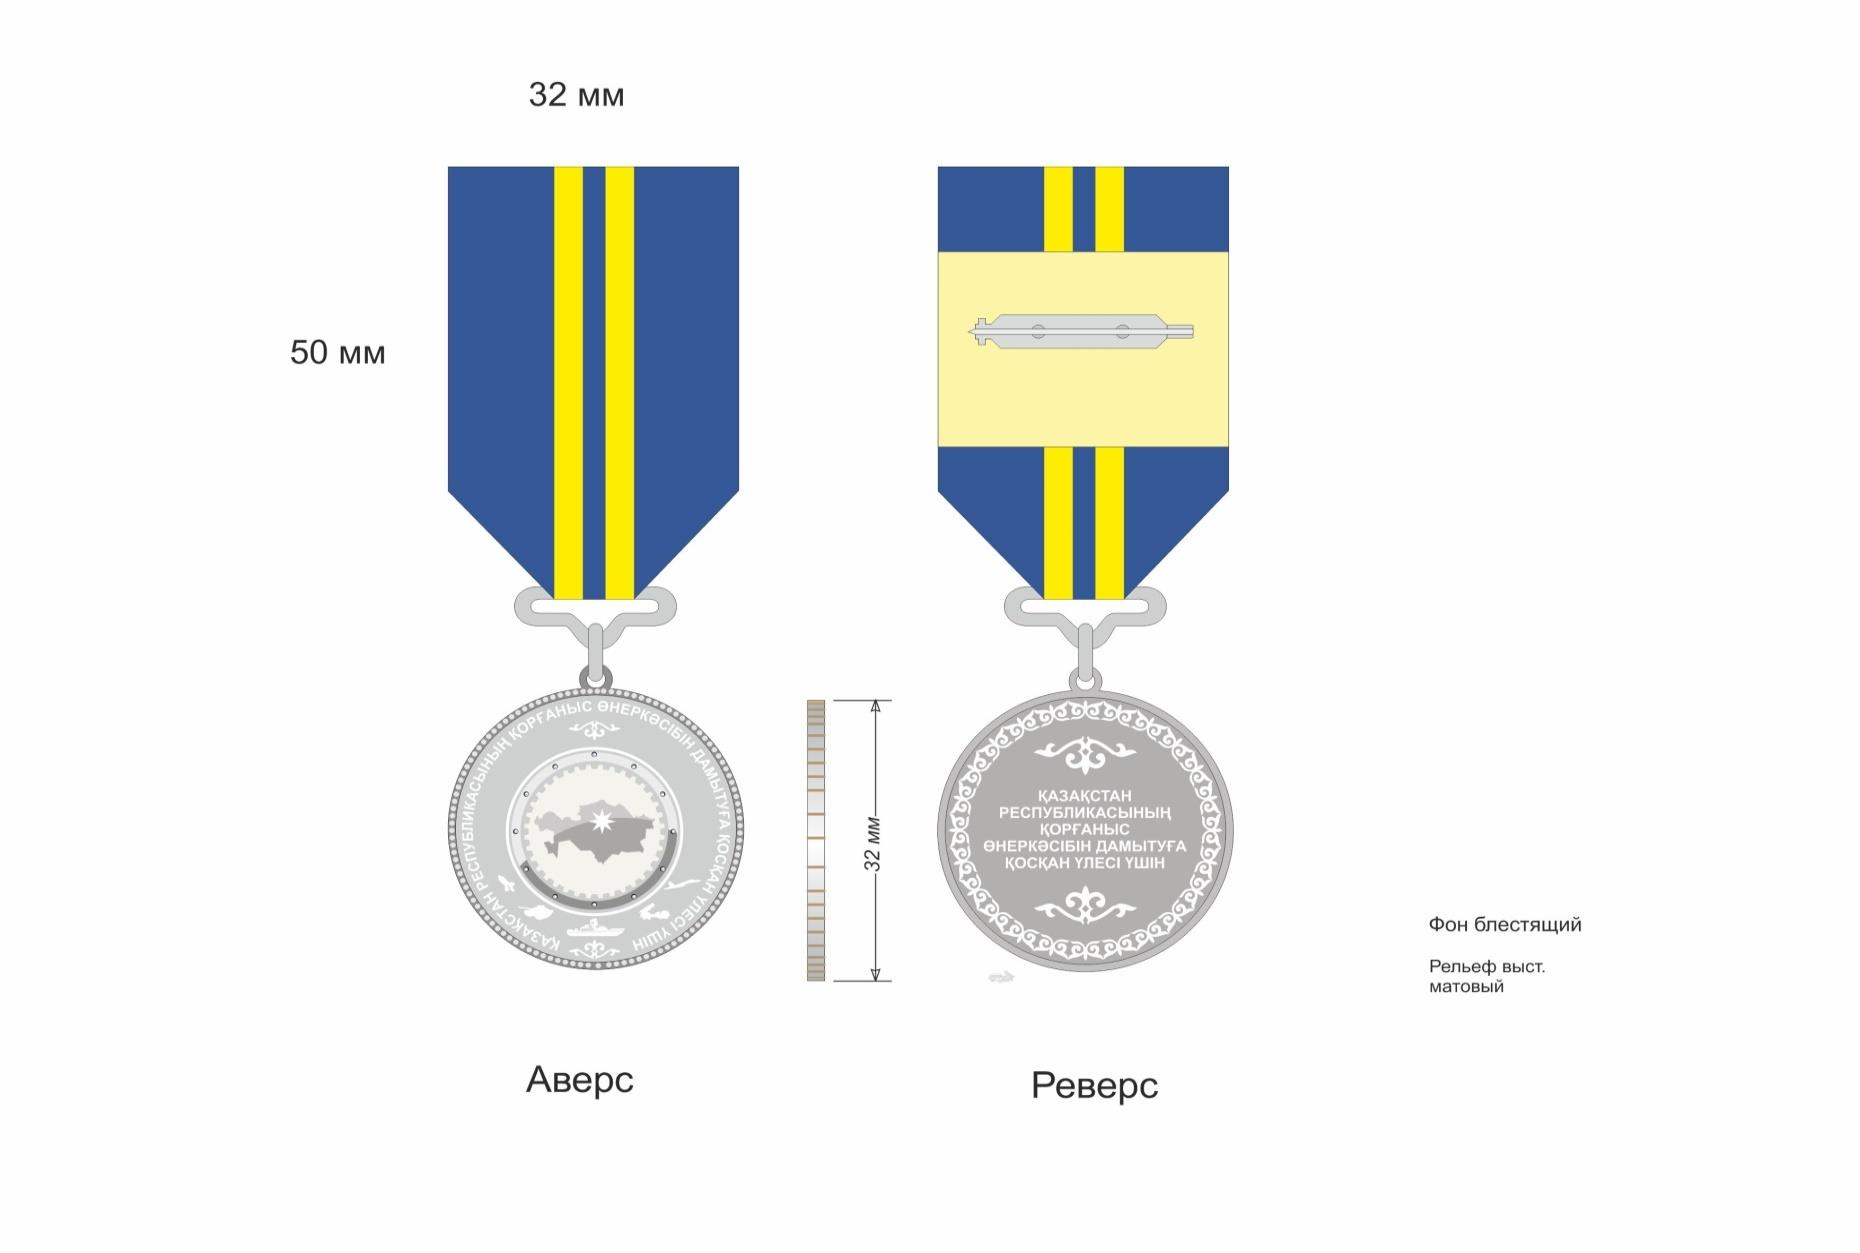 32 мм
50 мм
ҚАЗАҚСТАН РЕСПУБЛИКАСЫНЫҢ ҚОРҒАНЫС ӨНЕРКӘСІБІН ДАМЫТУҒА ҚОСҚАН ҮЛЕСІ ҮШІН
32 мм
ҚАЗАҚСТАН
РЕСПУБЛИКАСЫНЫҢ
ҚОРҒАНЫС
ӨНЕРКӘСІБІН ДАМЫТУҒА
ҚОСҚАН ҮЛЕСІ ҮШІН
Фон блестящий
Рельеф выст.
матовый
Аверс
Реверс